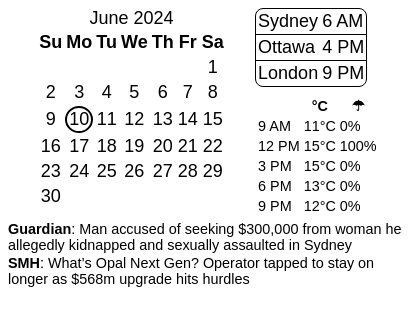 June 2024
Su Mo Tu We Th Fr Sa
1
2 3 4 5 6 7 8
9 10 11 12 13 14 15
16 17 18 19 20 21 22
23 24 25 26 27 28 29
30
Sydney 6 AM
Ottawa 4 PM
London 9 PM
°C ☂
9 AM 11°C 0%
12 PM 15°C 100%
3 PM 15°C 0%
6 PM 13°C 0%
9 PM 12°C 0%
Guardian: Man accused of seeking $300,000 from woman he
allegedly kidnapped and sexually assaulted in Sydney
SMH: What’s Opal Next Gen? Operator tapped to stay on
longer as $568m upgrade hits hurdles